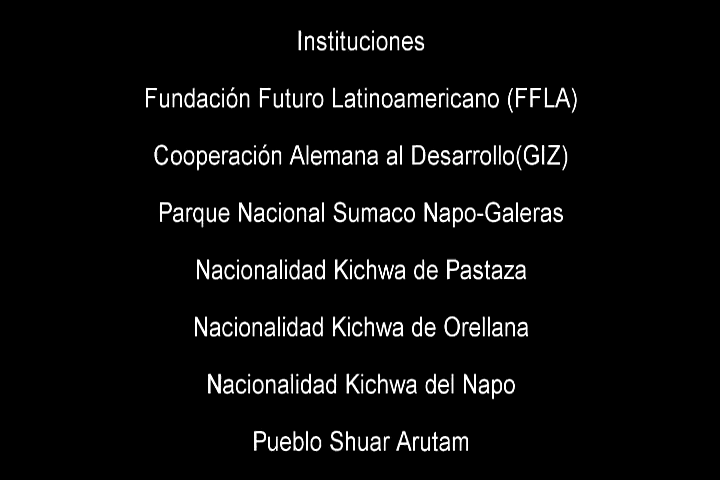 Instituciones
Fundación Futuro Latinoamericano (FFLA)
Cooperación Alemana al Desarrollo(GIZ)
Parque Nacional Sumaco Napo-Galeras
Nacionalidad Kichwa de Pastaza
Nacionalidad Kichwa de Orellana
Nacionalidad Kichwa del Napo
Pueblo Shuar Arutam